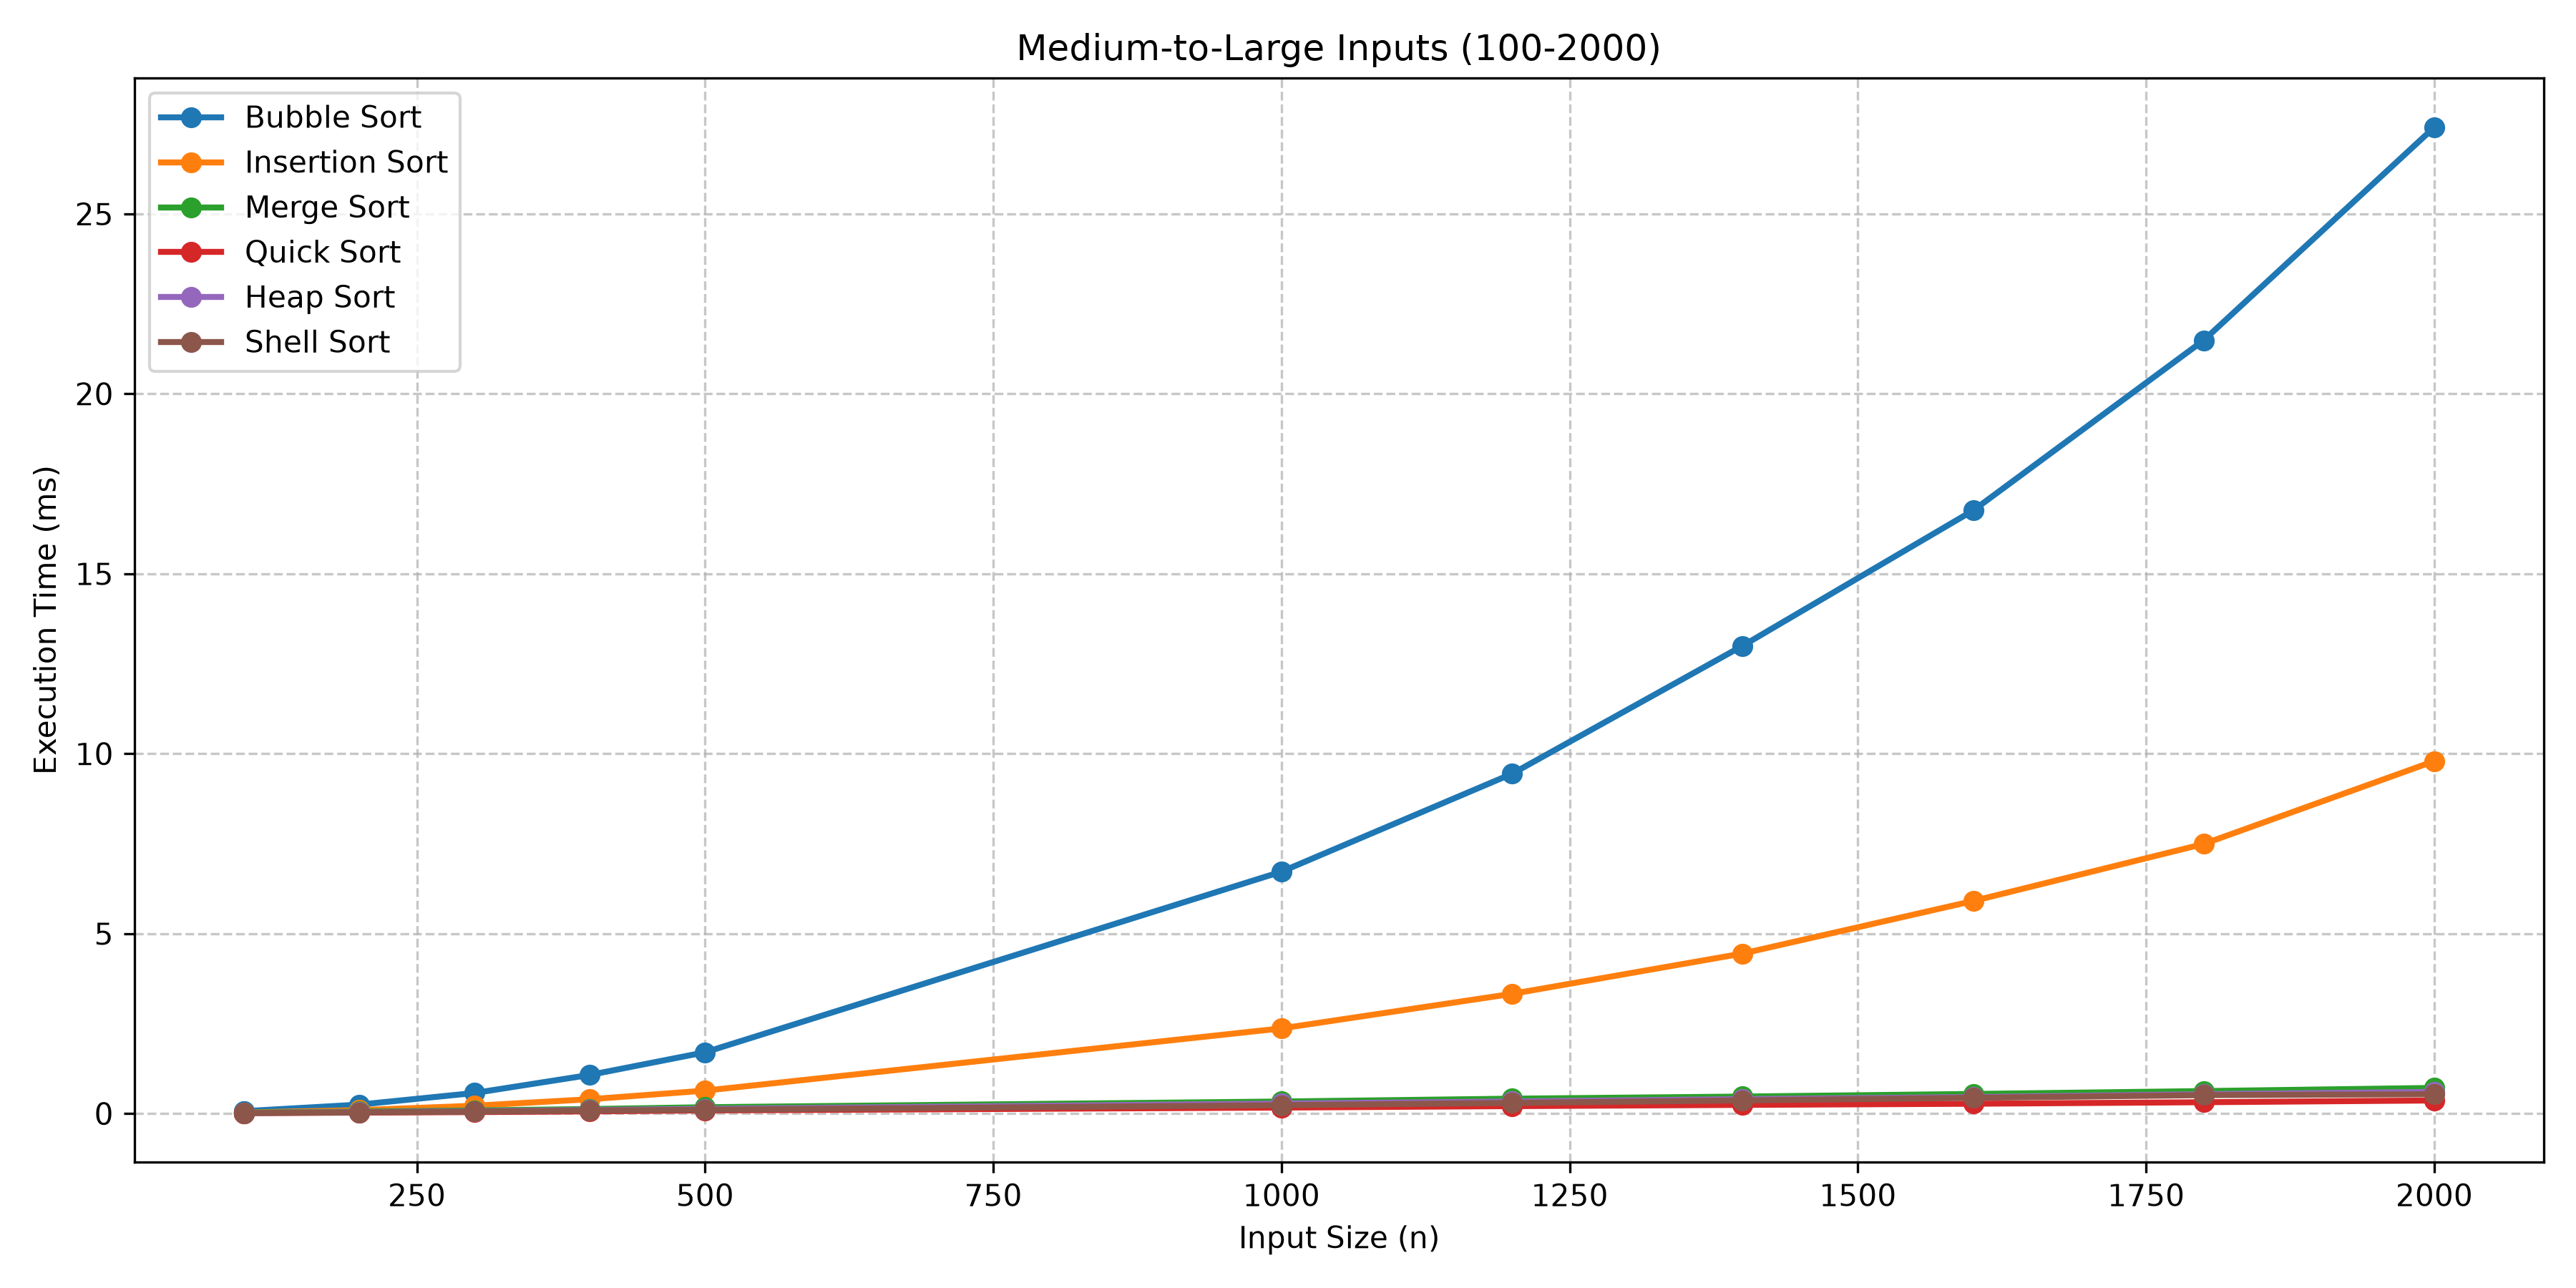 Medium-to-Large Inputs (100-2000)
Bubble Sort
Insertion Sort
Merge Sort
Quick Sort
Heap Sort
Shell Sort
25
20
15
10
5
0
Execution Time (ms)
250 500 750 1000 1250 1500 1750 2000
Input Size (n)